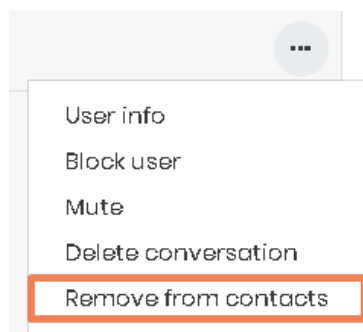 User info
Block user
Mute
Delete conversation
Remove from contacts